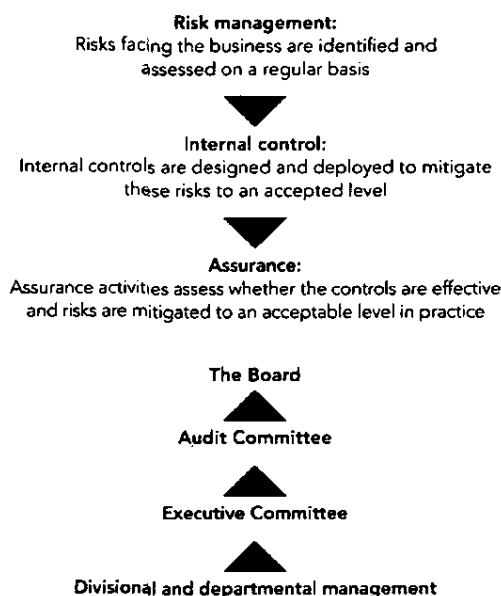 Risk management:
Risks facing the business are identified and
assessed on a regular basis
Internal control:
Internal controls are designed and deployed to mitigate
these risks to an accepted level
Assurance:
Assurance activities assess whether the controls are effective
and risks are mitigated to an acceptable level in practice
The Board
Audit Committee
Executive Committee
Divisional and departmental management